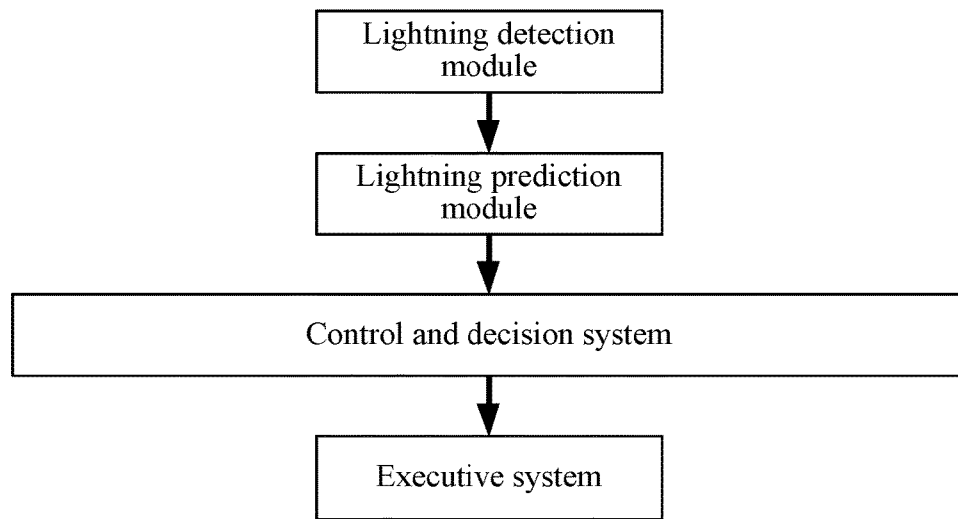 Lightning detection
module
Lightning prediction
module
Control and decision system
Executive system